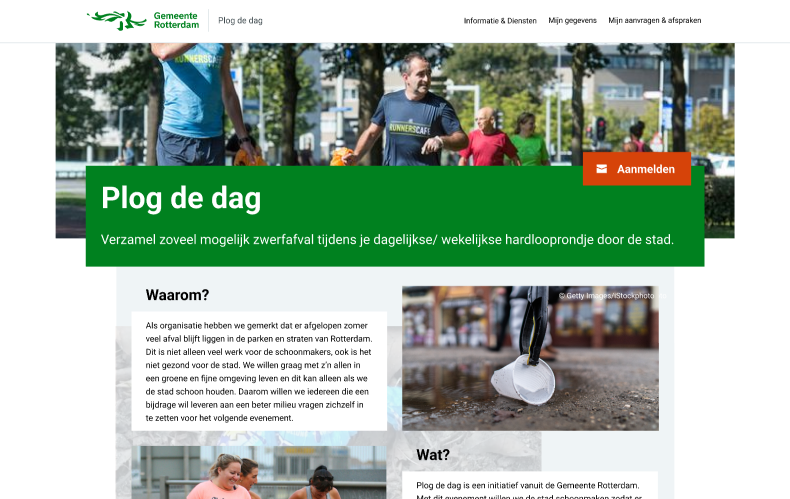 Gemeente
Rotterdam
Plog de dag
Informatie & Diensten
Mijn gegevens
Mijn aanvragen & afspraken
RUNNERSCAFE
Aanmelden
Plog de dag
Verzamel zoveel mogelijk zwerfafval tijdens je dagelijkse/ wekelijkse hardlooprondje door de stad.
Waarom?
© Getty Images/iStockphoto
Als organisatie hebben we gemerkt dat er afgelopen zomer
veel afval blijft liggen in de parken en straten van Rotterdam.
Dit is niet alleen veel werk voor de schoonmakers, ook is het
niet gezond voor de stad. We willen graag met z'n allen in
een groene en fijne omgeving leven en dit kan alleen als we
de stad schoon houden. Daarom willen we iedereen die een
bijdrage wil leveren aan een beter milieu vragen zichzelf in
te zetten voor het volgende evenement.
Wat?
Plog de dag is een initiatief vanuit de Gemeente Rotterdam.
Met dit evenement willen we de stad schoonmaken zodat er